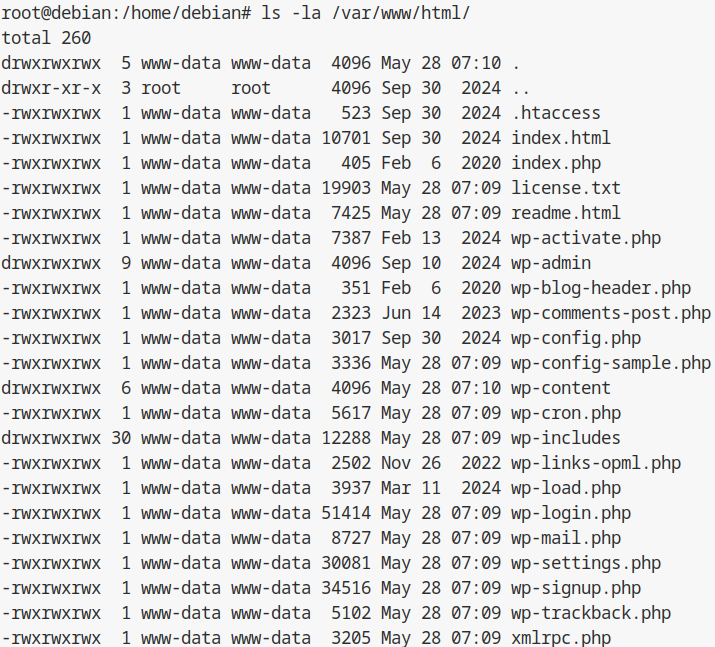 root@debian:/home/debian# ls -la /var/www/html/
total 260
drwxrwxrwx  5 www-data www-data  4096 May 28 07:10 .
drwxr-xr-x  3 root     root      4096 Sep 30  2024 ..
-rwxrwxrwx  1 www-data www-data   523 Sep 30  2024 .htaccess
-rwxrwxrwx  1 www-data www-data 10701 Sep 30  2024 index.html
-rwxrwxrwx  1 www-data www-data   405 Feb  6  2020 index.php
-rwxrwxrwx  1 www-data www-data 19903 May 28 07:09 license.txt
-rwxrwxrwx  1 www-data www-data  7425 May 28 07:09 readme.html
-rwxrwxrwx  1 www-data www-data  7387 Feb 13  2024 wp-activate.php
drwxrwxrwx  9 www-data www-data  4096 Sep 10  2024 wp-admin
-rwxrwxrwx  1 www-data www-data   351 Feb  6  2020 wp-blog-header.php
-rwxrwxrwx  1 www-data www-data  2323 Jun 14  2023 wp-comments-post.php
-rwxrwxrwx  1 www-data www-data  3017 Sep 30  2024 wp-config.php
-rwxrwxrwx  1 www-data www-data  3336 May 28 07:09 wp-config-sample.php
drwxrwxrwx  6 www-data www-data  4096 May 28 07:10 wp-content
-rwxrwxrwx  1 www-data www-data  5617 May 28 07:09 wp-cron.php
drwxrwxrwx 30 www-data www-data 12288 May 28 07:09 wp-includes
-rwxrwxrwx  1 www-data www-data  2502 Nov 26  2022 wp-links-opml.php
-rwxrwxrwx  1 www-data www-data  3937 Mar 11  2024 wp-load.php
-rwxrwxrwx  1 www-data www-data 51414 May 28 07:09 wp-login.php
-rwxrwxrwx  1 www-data www-data  8727 May 28 07:09 wp-mail.php
-rwxrwxrwx  1 www-data www-data 30081 May 28 07:09 wp-settings.php
-rwxrwxrwx  1 www-data www-data 34516 May 28 07:09 wp-signup.php
-rwxrwxrwx  1 www-data www-data  5102 May 28 07:09 wp-trackback.php
-rwxrwxrwx  1 www-data www-data  3205 May 28 07:09 xmlrpc.php